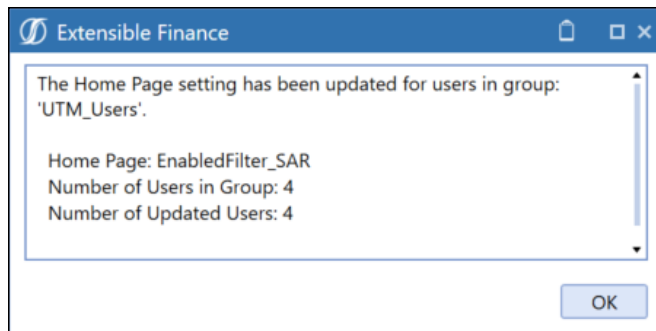 Extensible Finance
The Home Page setting has been updated for users in group:
'UTM_Users'.
Home Page: EnabledFilter_SAR
Number of Users in Group: 4
Number of Updated Users: 4
OK